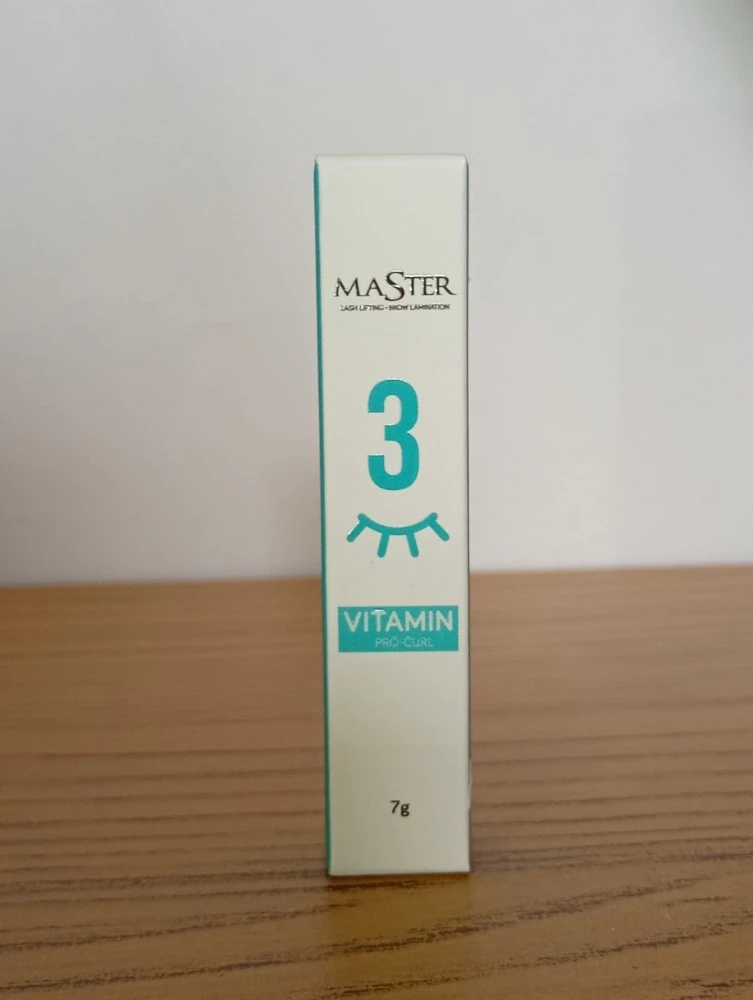 MASTER
LASH LIFTING - BROW LAMINATION
3
VITAMIN
PRO-CURL
7g